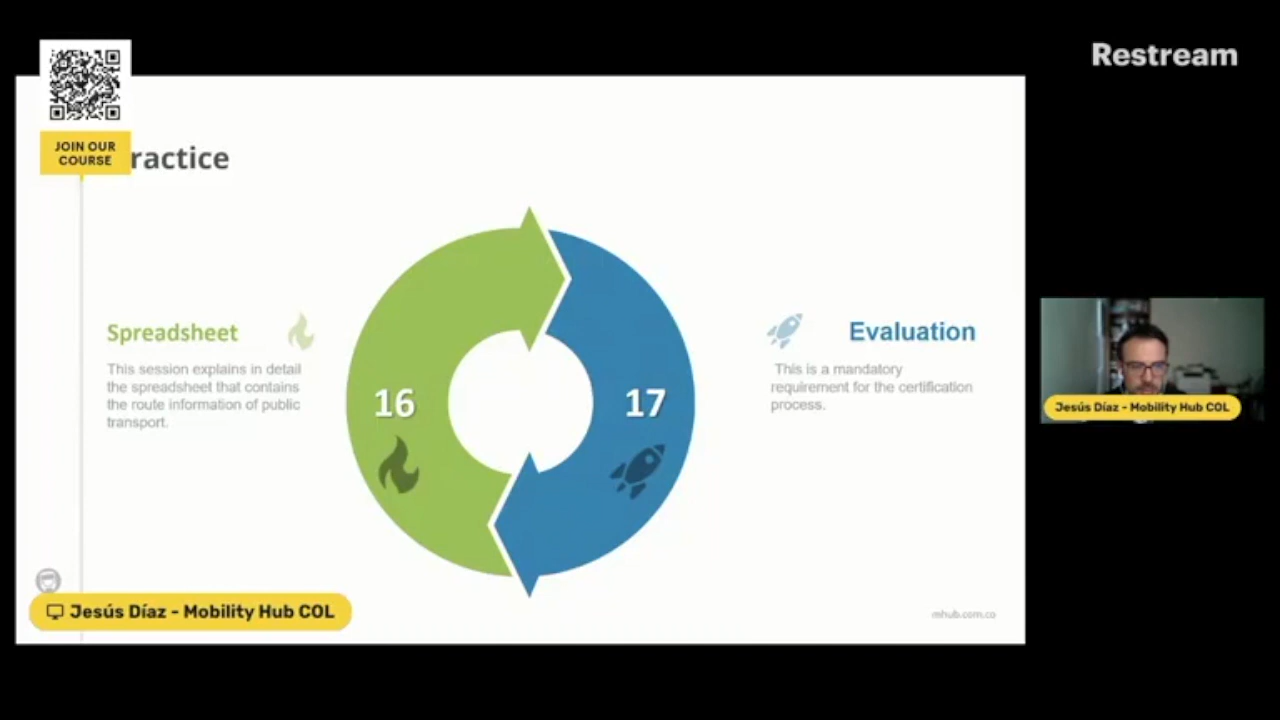 Restream
JOIN OUR
COURSE
ractice
Spreadsheet
This session explains in detail
the spreadsheet that contains
the route information of public
transport.
16
17
Evaluation
This is a mandatory
requirement for the certification
process.
Jesús Díaz - Mobility Hub COL
Jesús Díaz - Mobility Hub COL
mhub.com.co